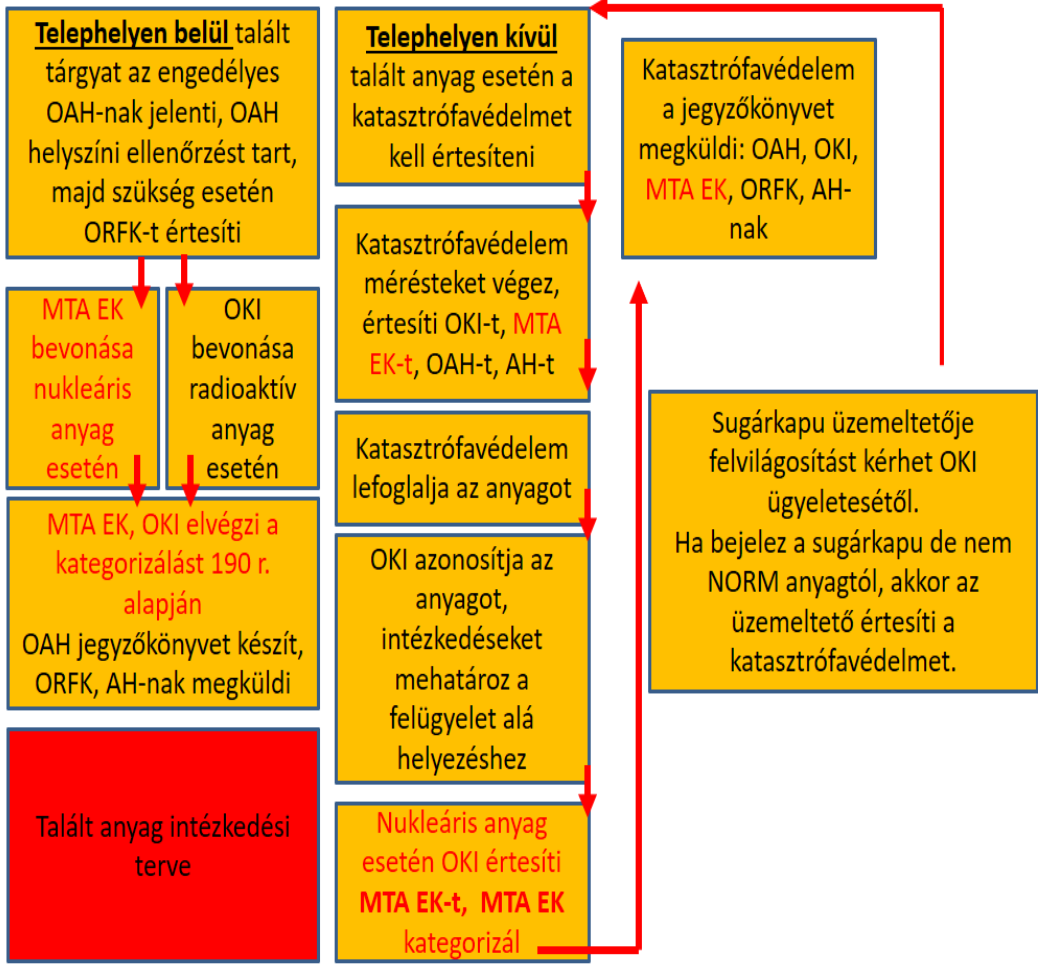 Telephelyen belül talált
tárgyat az engedélyes
OAH-nak jelenti, OAH
helyszíni ellenőrzést tart,
majd szükség esetén
ORFK-t értesíti
MTA EK
bevonása
nukleáris
anyag
esetén
OKI
bevonása
radioaktív
anyag
esetén
MTA EK, OKI elvégzi a
kategorizálást 190 r.
alapján
OAH jegyzőkönyvet készít,
ORFK, AH-nak megküldi
Talált anyag intézkedési
terve
Telephelyen kívül
talált anyag esetén a
katasztrófavédelmet
kell értesíteni
Katasztrófavédelem
mérésteket végez,
értesíti OKI-t, MTA
EK-t, OAH-t, AH-t
Katasztrófavédelem
lefoglalja az anyagot
OKI azonosítja az
anyagot,
intézkedéseket
mehatároz a
felügyelet alá
helyezéshez
Nukleáris anyag
esetén OKI értesíti
MTA EK-t, MTA EK
kategorizál
Katasztrófavédelem
a jegyzőkönyvet
megküldi: OAH, OKI,
MTA EK, ORFK, AH-
nak
Sugárkapu üzemeltetője
felvilágosítást kérhet OKI
ügyeletesétől.
Ha bejelez a sugárkapu de nem
NORM anyagtól, akkor az
üzemeltető értesíti a
katasztrófavédelmet.